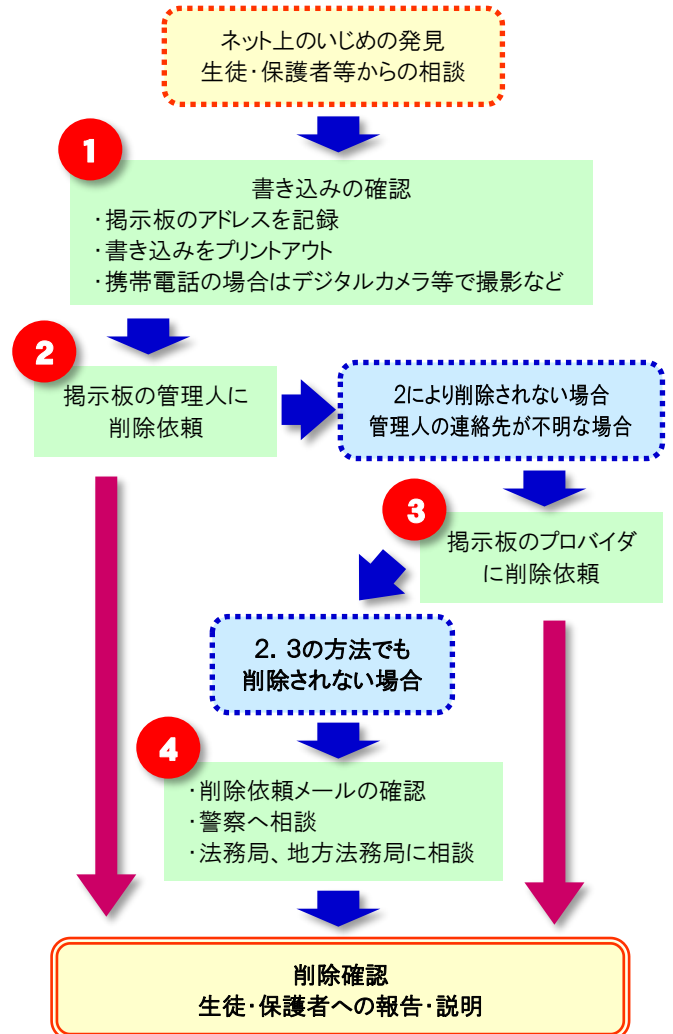 ネット上のいじめの発見
生徒・保護者等からの相談
1
書き込みの確認
・掲示板のアドレスを記録
・書き込みをプリントアウト
・携帯電話の場合はデジタルカメラ等で撮影など
2
掲示板の管理人に
削除依頼
2により削除されない場合
管理人の連絡先が不明な場合
3
掲示板のプロバイダ
に削除依頼
2．3の方法でも
削除されない場合
4
・削除依頼メールの確認
・警察へ相談
・法務局、地方法務局に相談
削除確認
生徒・保護者への報告・説明